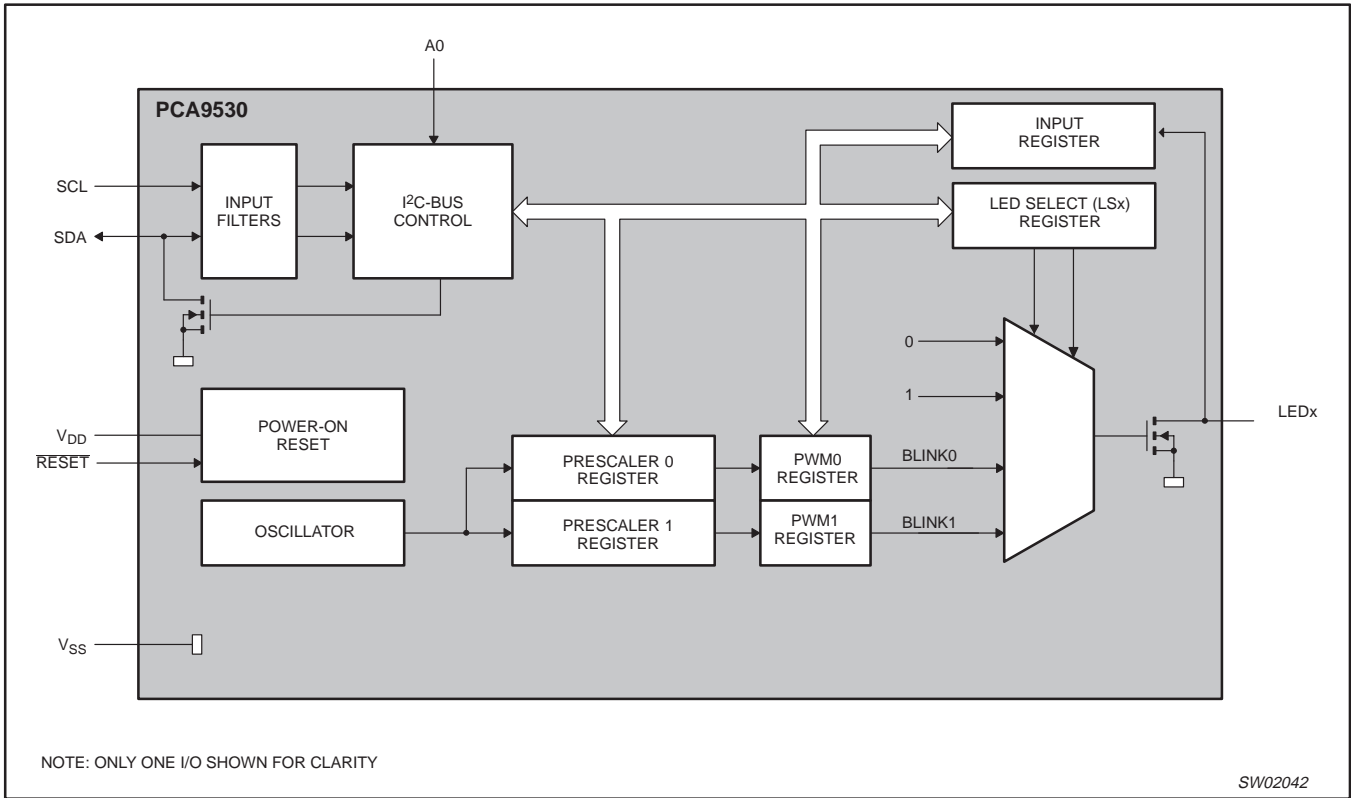 A0
PCA9530
SCL
SDA
INPUT
FILTERS
I²C-BUS
CONTROL
INPUT
REGISTER
LED SELECT (LSx)
REGISTER
0
1
LEDx
VDD
RESET
POWER-ON
RESET
OSCILLATOR
PRESCALER 0
REGISTER
PRESCALER 1
REGISTER
PWM0
REGISTER
PWM1
REGISTER
BLINK0
BLINK1
VSS
NOTE: ONLY ONE I/O SHOWN FOR CLARITY
SW02042